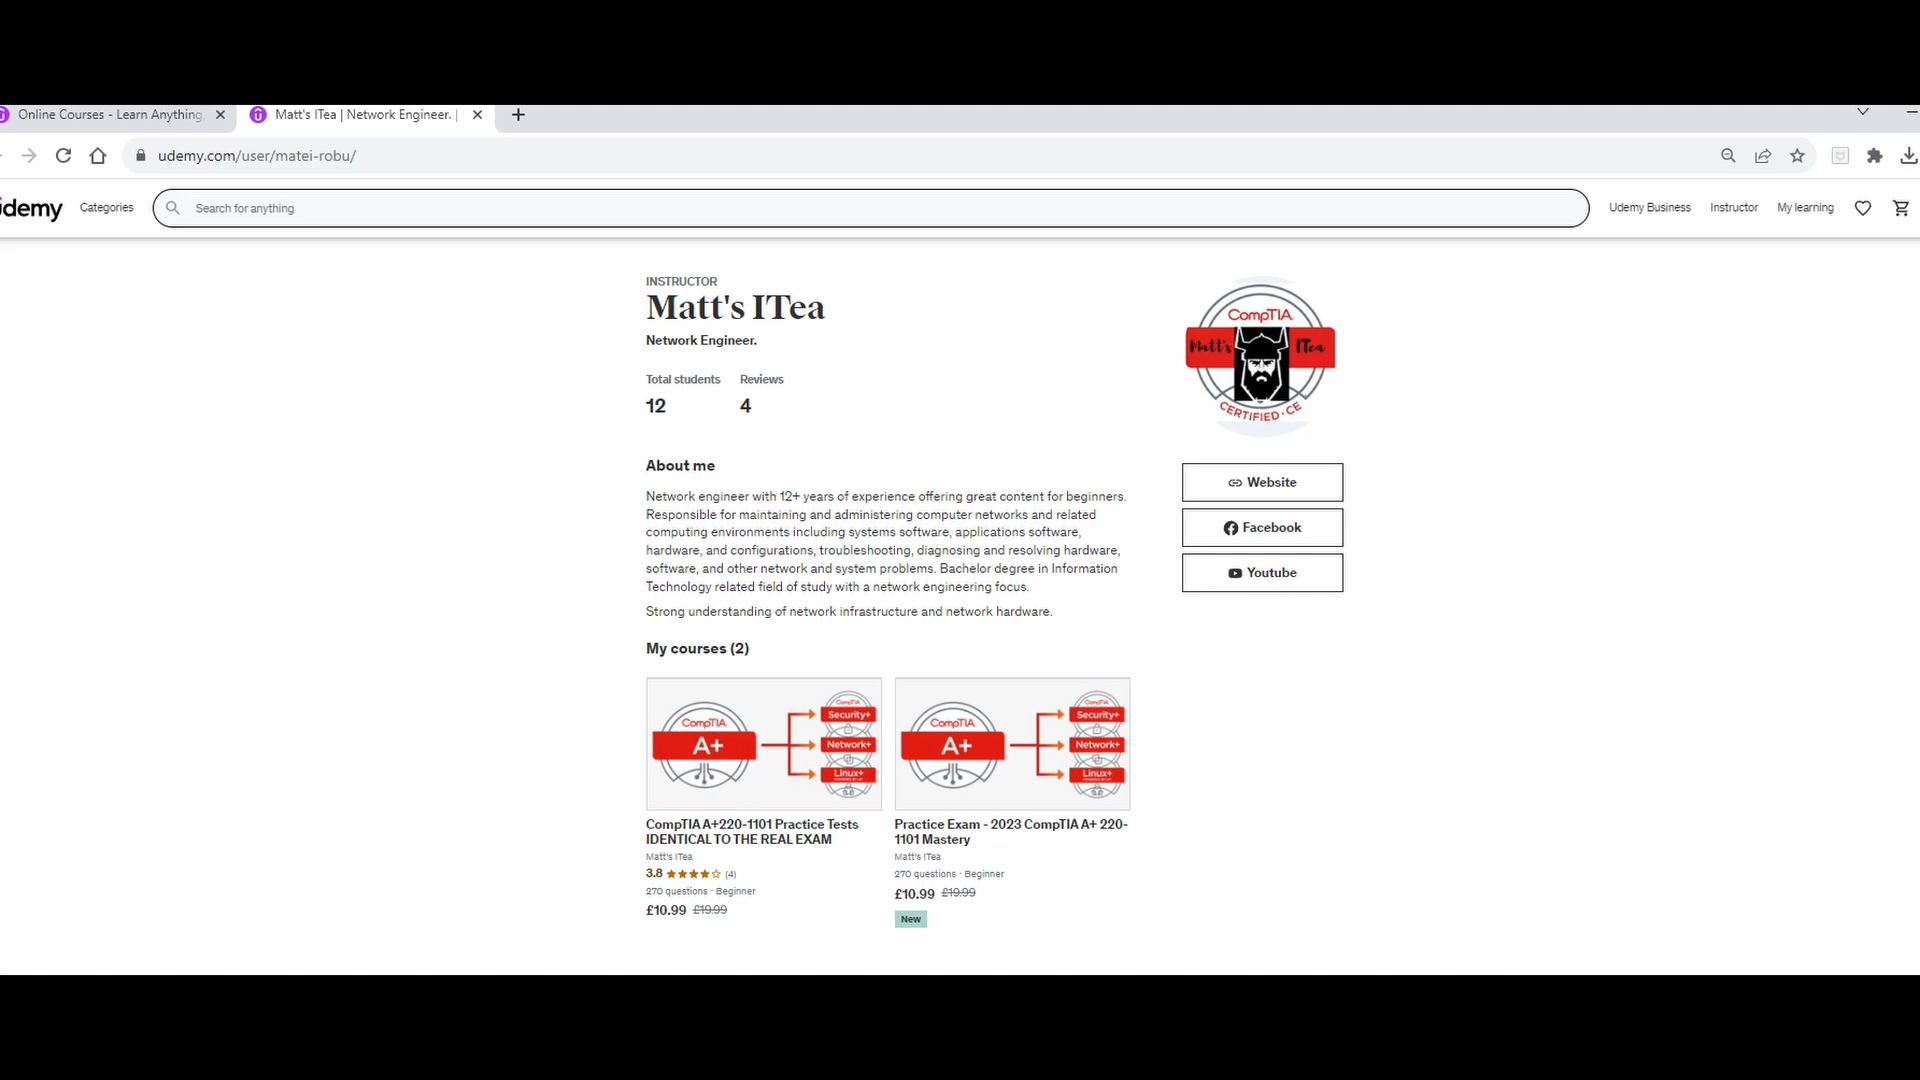 Online Courses - Learn Anything
Matt's ITea | Network Engineer. |
udemy.com/user/matei-robu/
udemy
Categories
Search for anything
Udemy Business
Instructor
My learning
INSTRUCTOR
Matt's ITea
Network Engineer.
Total students
Reviews
12
4
CompTIA
Matt's ITea
CERTIFIED·CE
About me
Network engineer with 12+ years of experience offering great content for beginners.
Responsible for maintaining and administering computer networks and related
computing environments including systems software, applications software,
hardware, and configurations, troubleshooting, diagnosing and resolving hardware,
software, and other network and system problems. Bachelor degree in Information
Technology related field of study with a network engineering focus.
Strong understanding of network infrastructure and network hardware.
Website
Facebook
Youtube
My courses (2)
CompTIA
A+
CompTIA
Security+
Network+
Linux+
CompTIA
A+
CompTIA
Security+
Network+
Linux+
CompTIA A+220-1101 Practice Tests
IDENTICAL TO THE REAL EXAM
Matt's ITea
3.8
(4)
270 questions · Beginner
£10.99 £19.99
Practice Exam - 2023 CompTIA A+ 220-
1101 Mastery
Matt's ITea
270 questions · Beginner
£10.99 £19.99
New